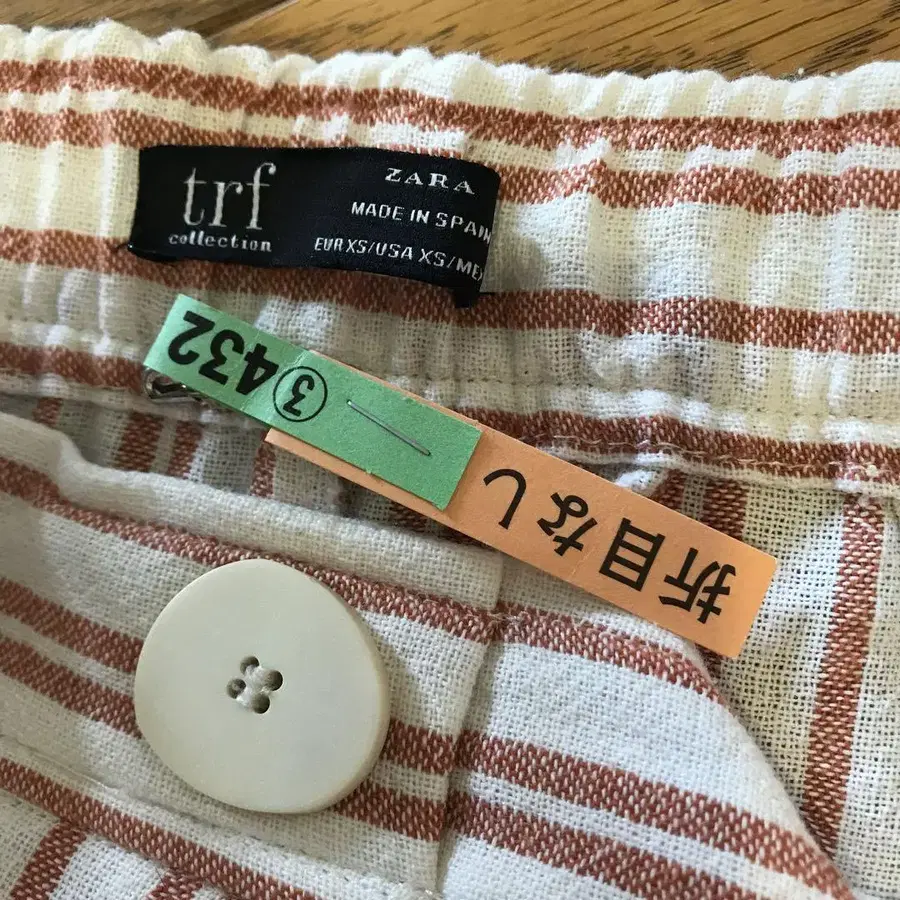 trf
collection
ZARA
MADE IN SPAIN
EUR XS/USA XS/MEX
③432
折目なし